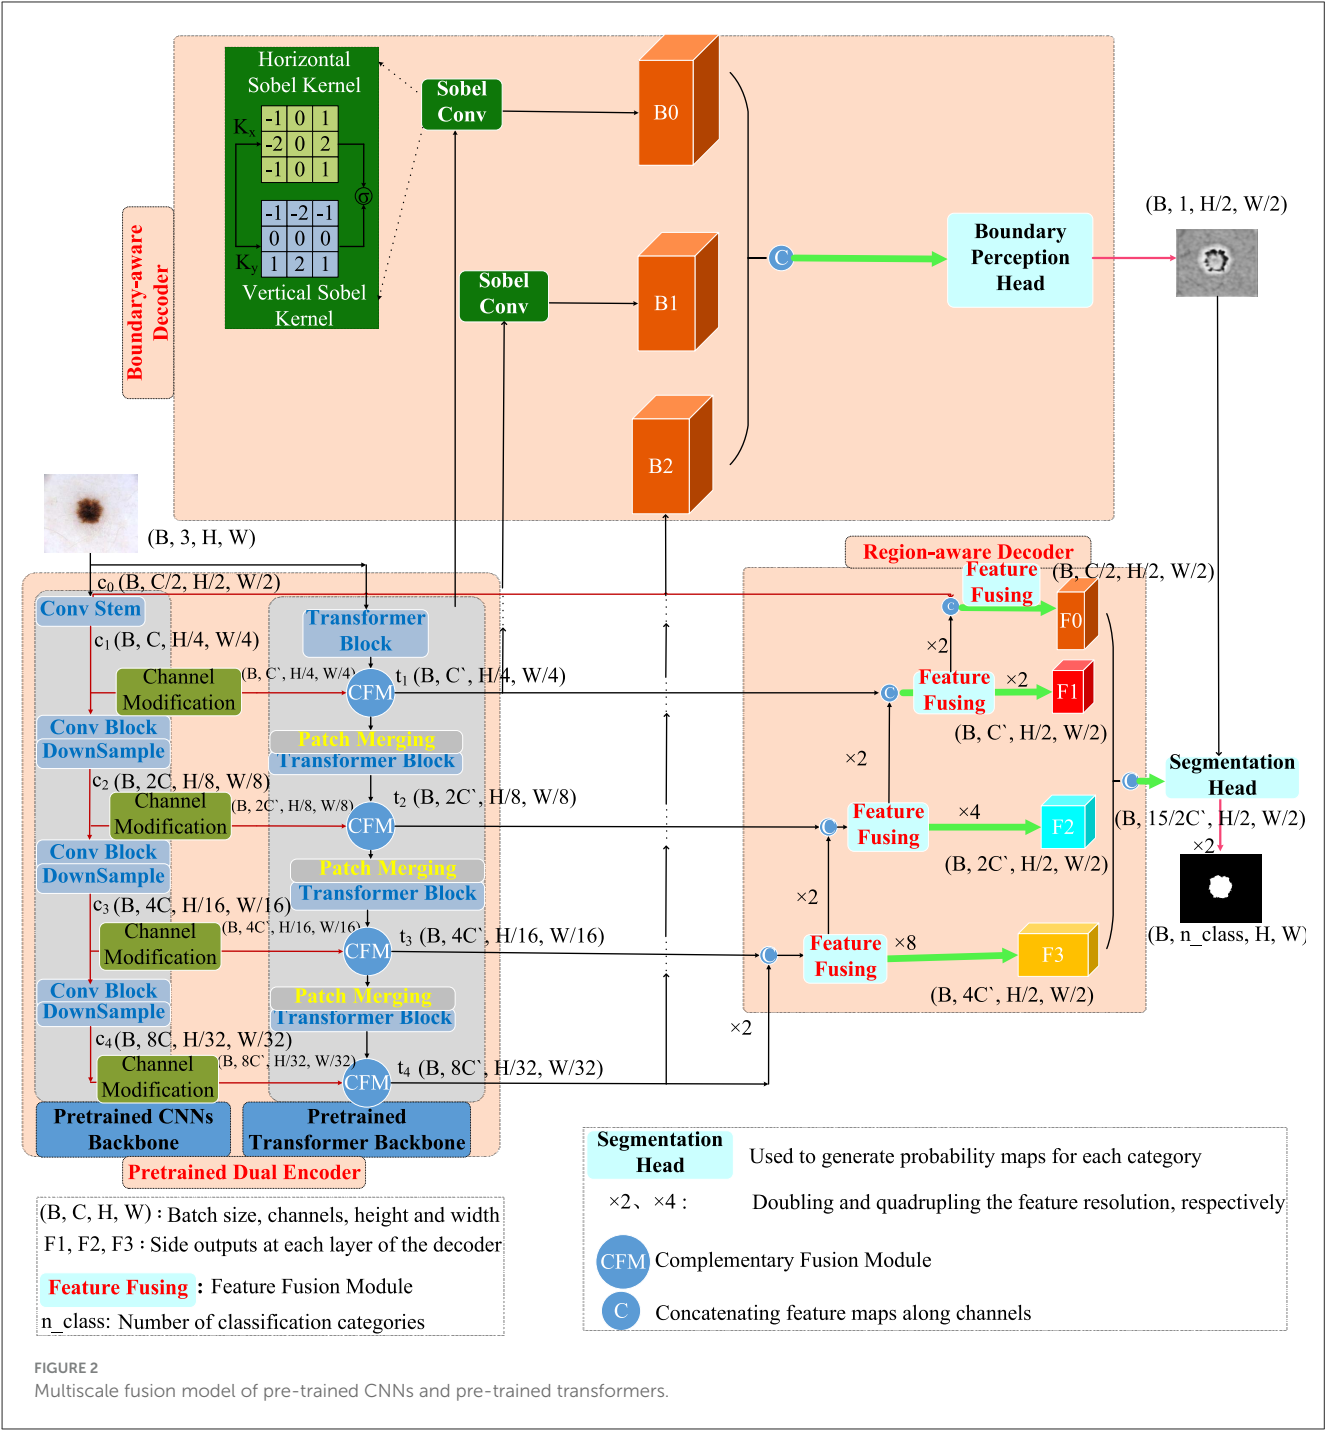 Horizontal
Sobel Kernel
Kx
-1 0 1
-2 0 2
-1 0 1
σ
-1 -2 -1
0 0 0
1 2 1
Ky
Vertical Sobel
Kernel
Sobel
Conv
Sobel
Conv
B0
B1
B2
C
Boundary
Perception
Head
(B, 1, H/2, W/2)
Boundary-aware
Decoder
(B, 3, H, W)
c0 (B, C/2, H/2, W/2)
Conv Stem
c1 (B, C, H/4, W/4)
Channel
Modification
(B, C`, H/4, W/4)
Conv Block
DownSample
c2 (B, 2C, H/8, W/8)
Channel
Modification
(B, 2C`, H/8, W/8)
Conv Block
DownSample
c3 (B, 4C, H/16, W/16)
Channel
Modification
(B, 4C`, H/16, W/16)
Conv Block
DownSample
c4 (B, 8C, H/32, W/32)
Channel
Modification
(B, 8C`, H/32, W/32)
Transformer
Block
CFM
t1 (B, C`, H/4, W/4)
Patch Merging
Transformer Block
CFM
t2 (B, 2C`, H/8, W/8)
Patch Merging
Transformer Block
CFM
t3 (B, 4C`, H/16, W/16)
Patch Merging
Transformer Block
CFM
t4 (B, 8C`, H/32, W/32)
Pretrained CNNs
Backbone
Pretrained
Transformer Backbone
Pretrained Dual Encoder
Region-aware Decoder
Feature
Fusing
(B, C/2, H/2, W/2)
C
F0
×2
Feature
Fusing
×2
C
F1
(B, C`, H/2, W/2)
×2
Feature
Fusing
×4
C
F2
(B, 2C`, H/2, W/2)
×2
Feature
Fusing
×8
C
F3
(B, 4C`, H/2, W/2)
×2
C
Segmentation
Head
(B, 15/2C`, H/2, W/2)
×2
(B, n_class, H, W)
(B, C, H, W) : Batch size, channels, height and width
F1, F2, F3 : Side outputs at each layer of the decoder
Feature Fusing : Feature Fusion Module
n_class: Number of classification categories
Segmentation
Head
Used to generate probability maps for each category
×2、×4 : Doubling and quadrupling the feature resolution, respectively
CFM Complementary Fusion Module
C Concatenating feature maps along channels
FIGURE 2
Multiscale fusion model of pre-trained CNNs and pre-trained transformers.